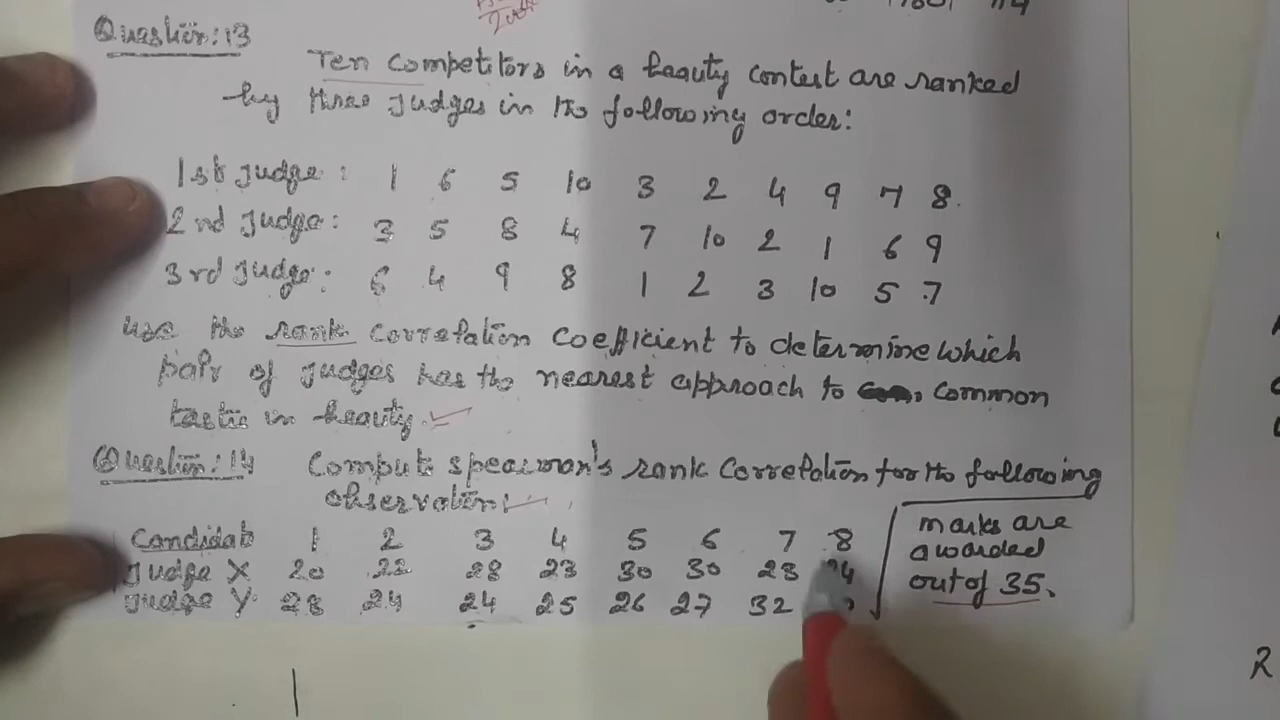 Question: 13
Ten competitors in a beauty contest are ranked
by three judges in the following order:
1st judge: 1 6 5 10 3 2 4 9 7 8
2nd judge: 3 5 8 4 7 10 2 1 6 9
3rd judge: 6 4 9 8 1 2 3 10 5 7
use the rank correlation coefficient to determine which
pair of judges has the nearest approach to common
taste in beauty.
Question: 14 Compute spearman's rank correlation for the following
observation:
Candidate 1 2 3 4 5 6 7 8
Judge X 20 22 28 23 30 30 23 24
Judge Y 28 24 24 25 26 27 32
marks are
awarded
out of 35.
R